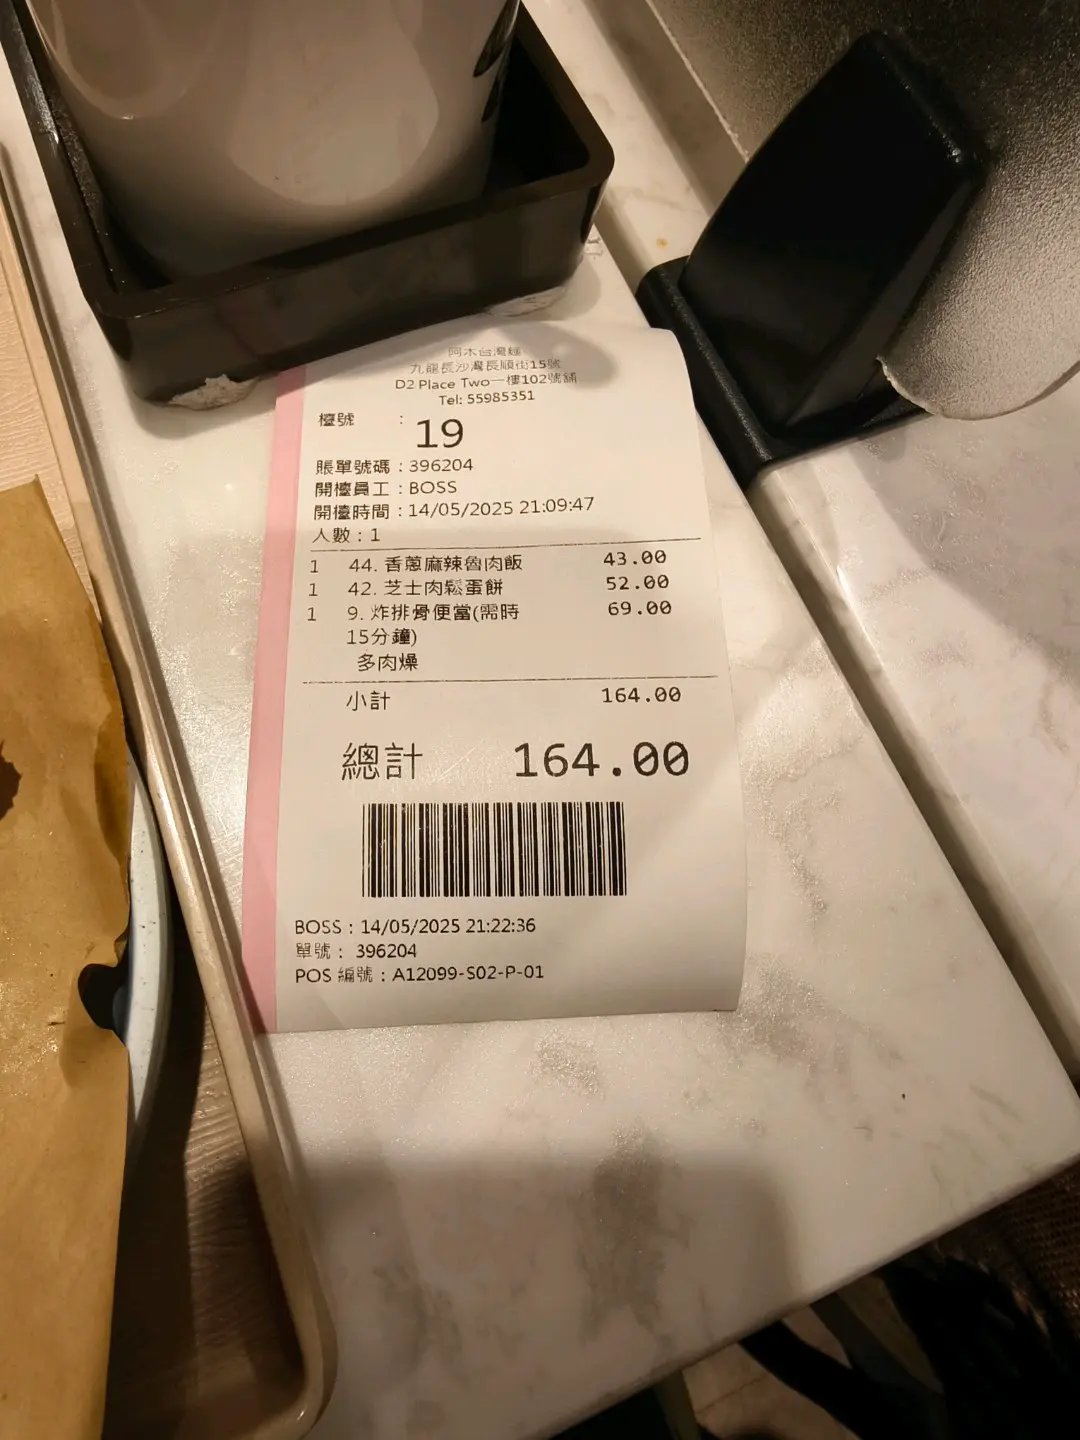 阿木台灣麵
九龍長沙灣長順街15號
D2 Place Two一樓102號舖
Tel: 55985351
檯號 : 19
賬單號碼 : 396204
開檯員工 : BOSS
開檯時間 : 14/05/2025 21:09:47
人數 : 1
1 44. 香蔥麻辣魯肉飯 43.00
1 42. 芝士肉鬆蛋餅 52.00
1 9. 炸排骨便當(需時 69.00
15分鐘)
多肉燥
小計 164.00
總計 164.00
BOSS : 14/05/2025 21:22:36
單號 : 396204
POS 編號 : A12099-S02-P-01